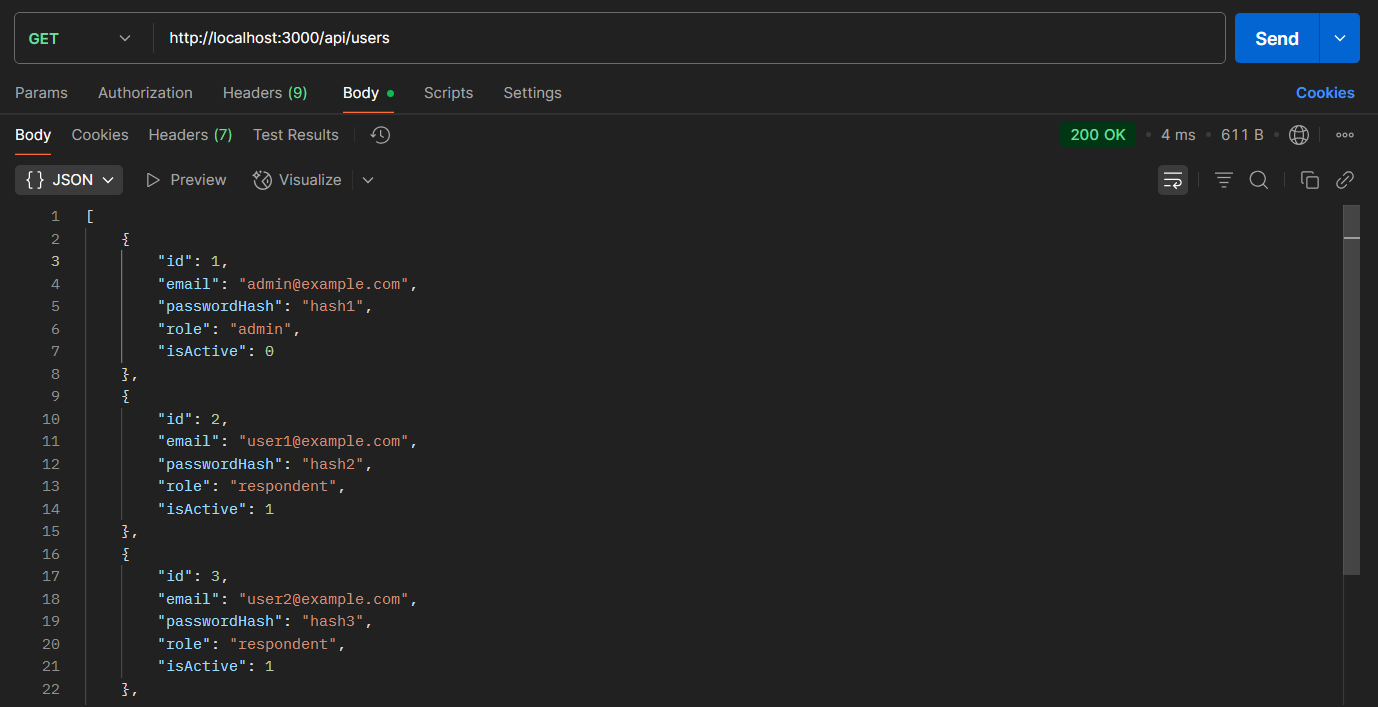 GET http://localhost:3000/api/users Send
Params Authorization Headers (9) Body Scripts Settings Cookies
Body Cookies Headers (7) Test Results 200 OK 4 ms 611 B
{} JSON Preview Visualize
1 [
2 {
3 "id": 1,
4 "email": "admin@example.com",
5 "passwordHash": "hash1",
6 "role": "admin",
7 "isActive": 0
8 },
9 {
10 "id": 2,
11 "email": "user1@example.com",
12 "passwordHash": "hash2",
13 "role": "respondent",
14 "isActive": 1
15 },
16 {
17 "id": 3,
18 "email": "user2@example.com",
19 "passwordHash": "hash3",
20 "role": "respondent",
21 "isActive": 1
22 },